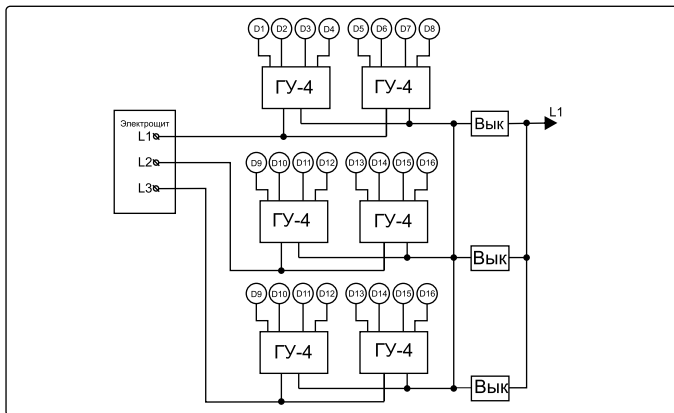 D1 D2 D3 D4 D5 D6 D7 D8
ГУ-4 ГУ-4
Электрощит
L1
L2
L3
Вык
L1
D9 D10 D11 D12 D13 D14 D15 D16
ГУ-4 ГУ-4
Вык
D9 D10 D11 D12 D13 D14 D15 D16
ГУ-4 ГУ-4
Вык